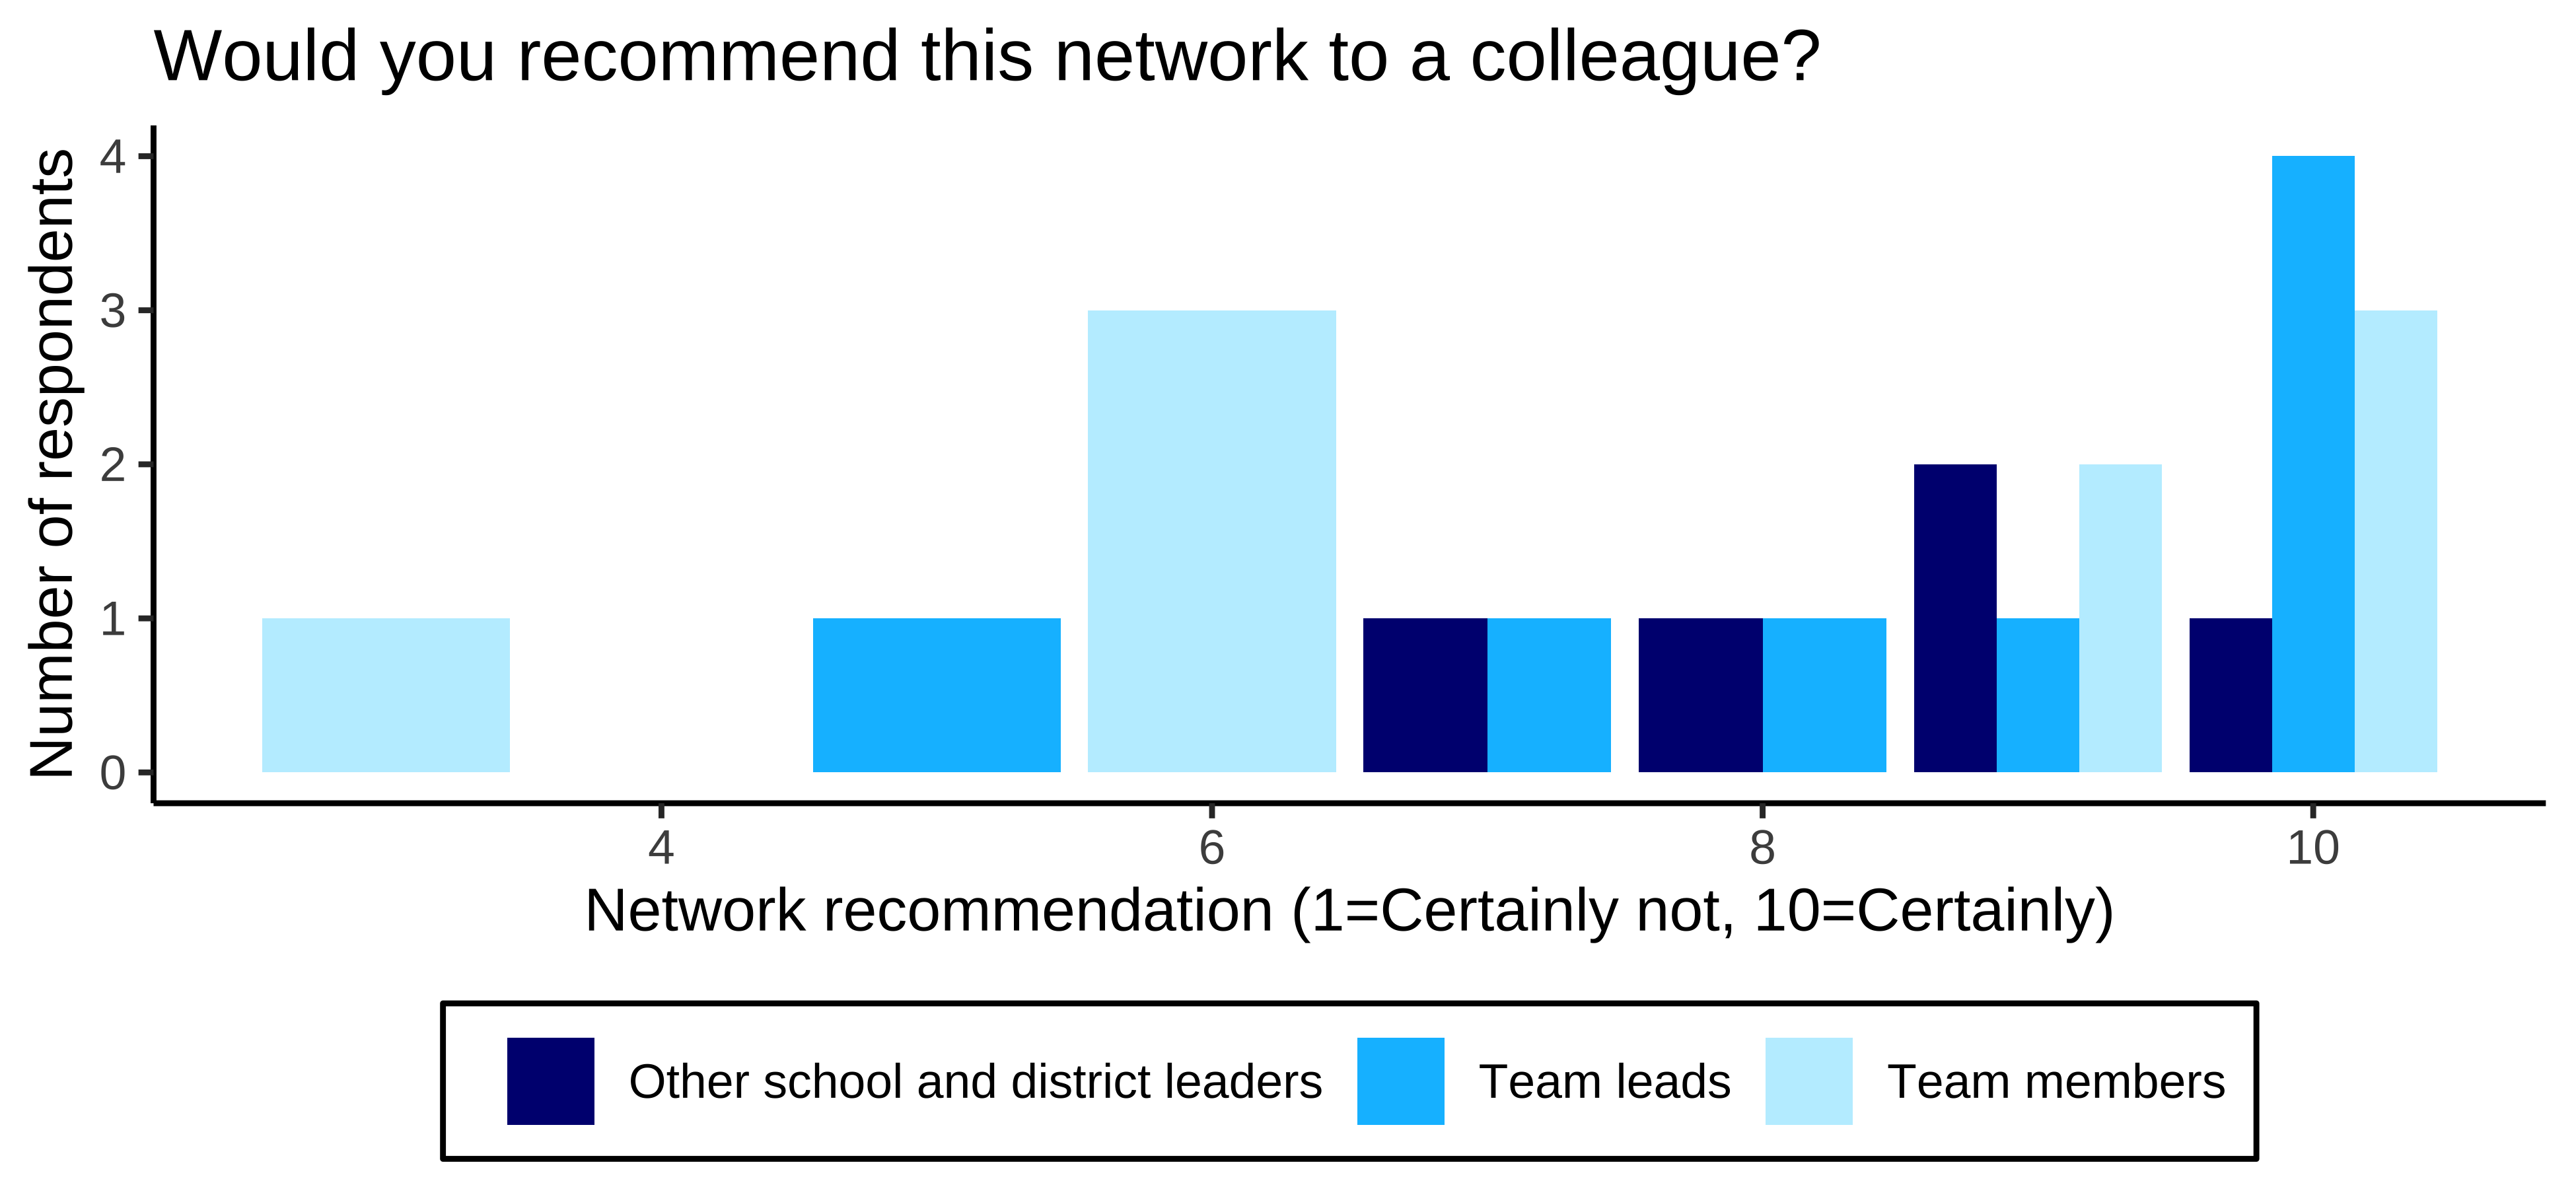 Would you recommend this network to a colleague?
Number of respondents
4
3
2
1
0
4 6 8 10
Network recommendation (1=Certainly not, 10=Certainly)
Other school and district leaders Team leads Team members